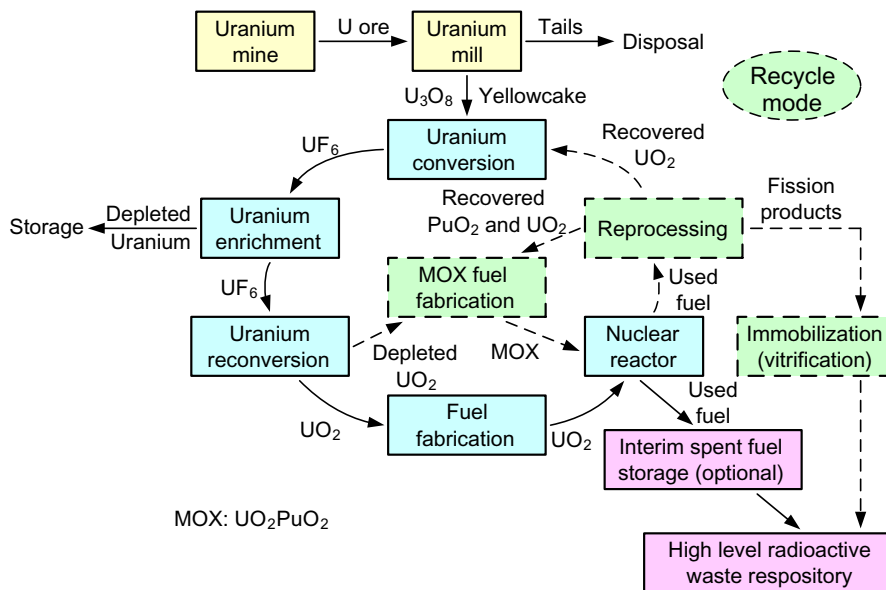 Uranium
mine
U ore
Uranium
mill
Tails
Disposal
Recycle
mode
U₃O₈
Yellowcake
Uranium
conversion
Recovered
UO₂
UF₆
Recovered
PuO₂ and UO₂
Fission
products
Storage
Depleted
Uranium
Uranium
enrichment
Reprocessing
UF₆
MOX fuel
fabrication
Used
fuel
Uranium
reconversion
Depleted
UO₂
MOX
Nuclear
reactor
Immobilization
(vitrification)
UO₂
Fuel
fabrication
UO₂
Used
fuel
Interim spent fuel
storage (optional)
MOX: UO₂PuO₂
High level radioactive
waste respository